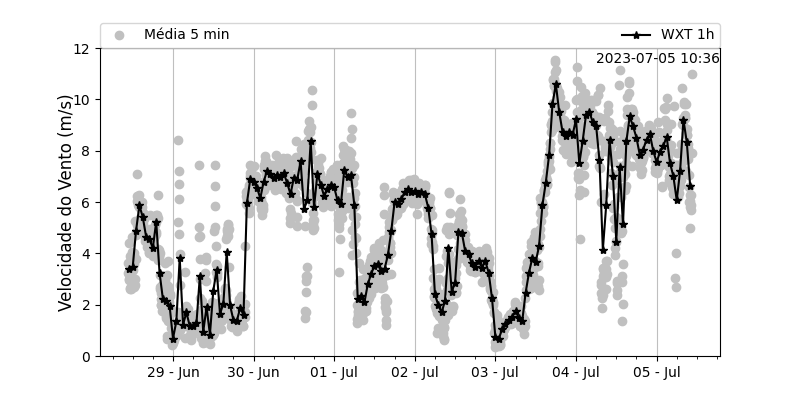 Média 5 min
WXT 1h
2023-07-05 10:36
Velocidade do Vento (m/s)
12
10
8
6
4
2
0
29 - Jun 30 - Jun 01 - Jul 02 - Jul 03 - Jul 04 - Jul 05 - Jul